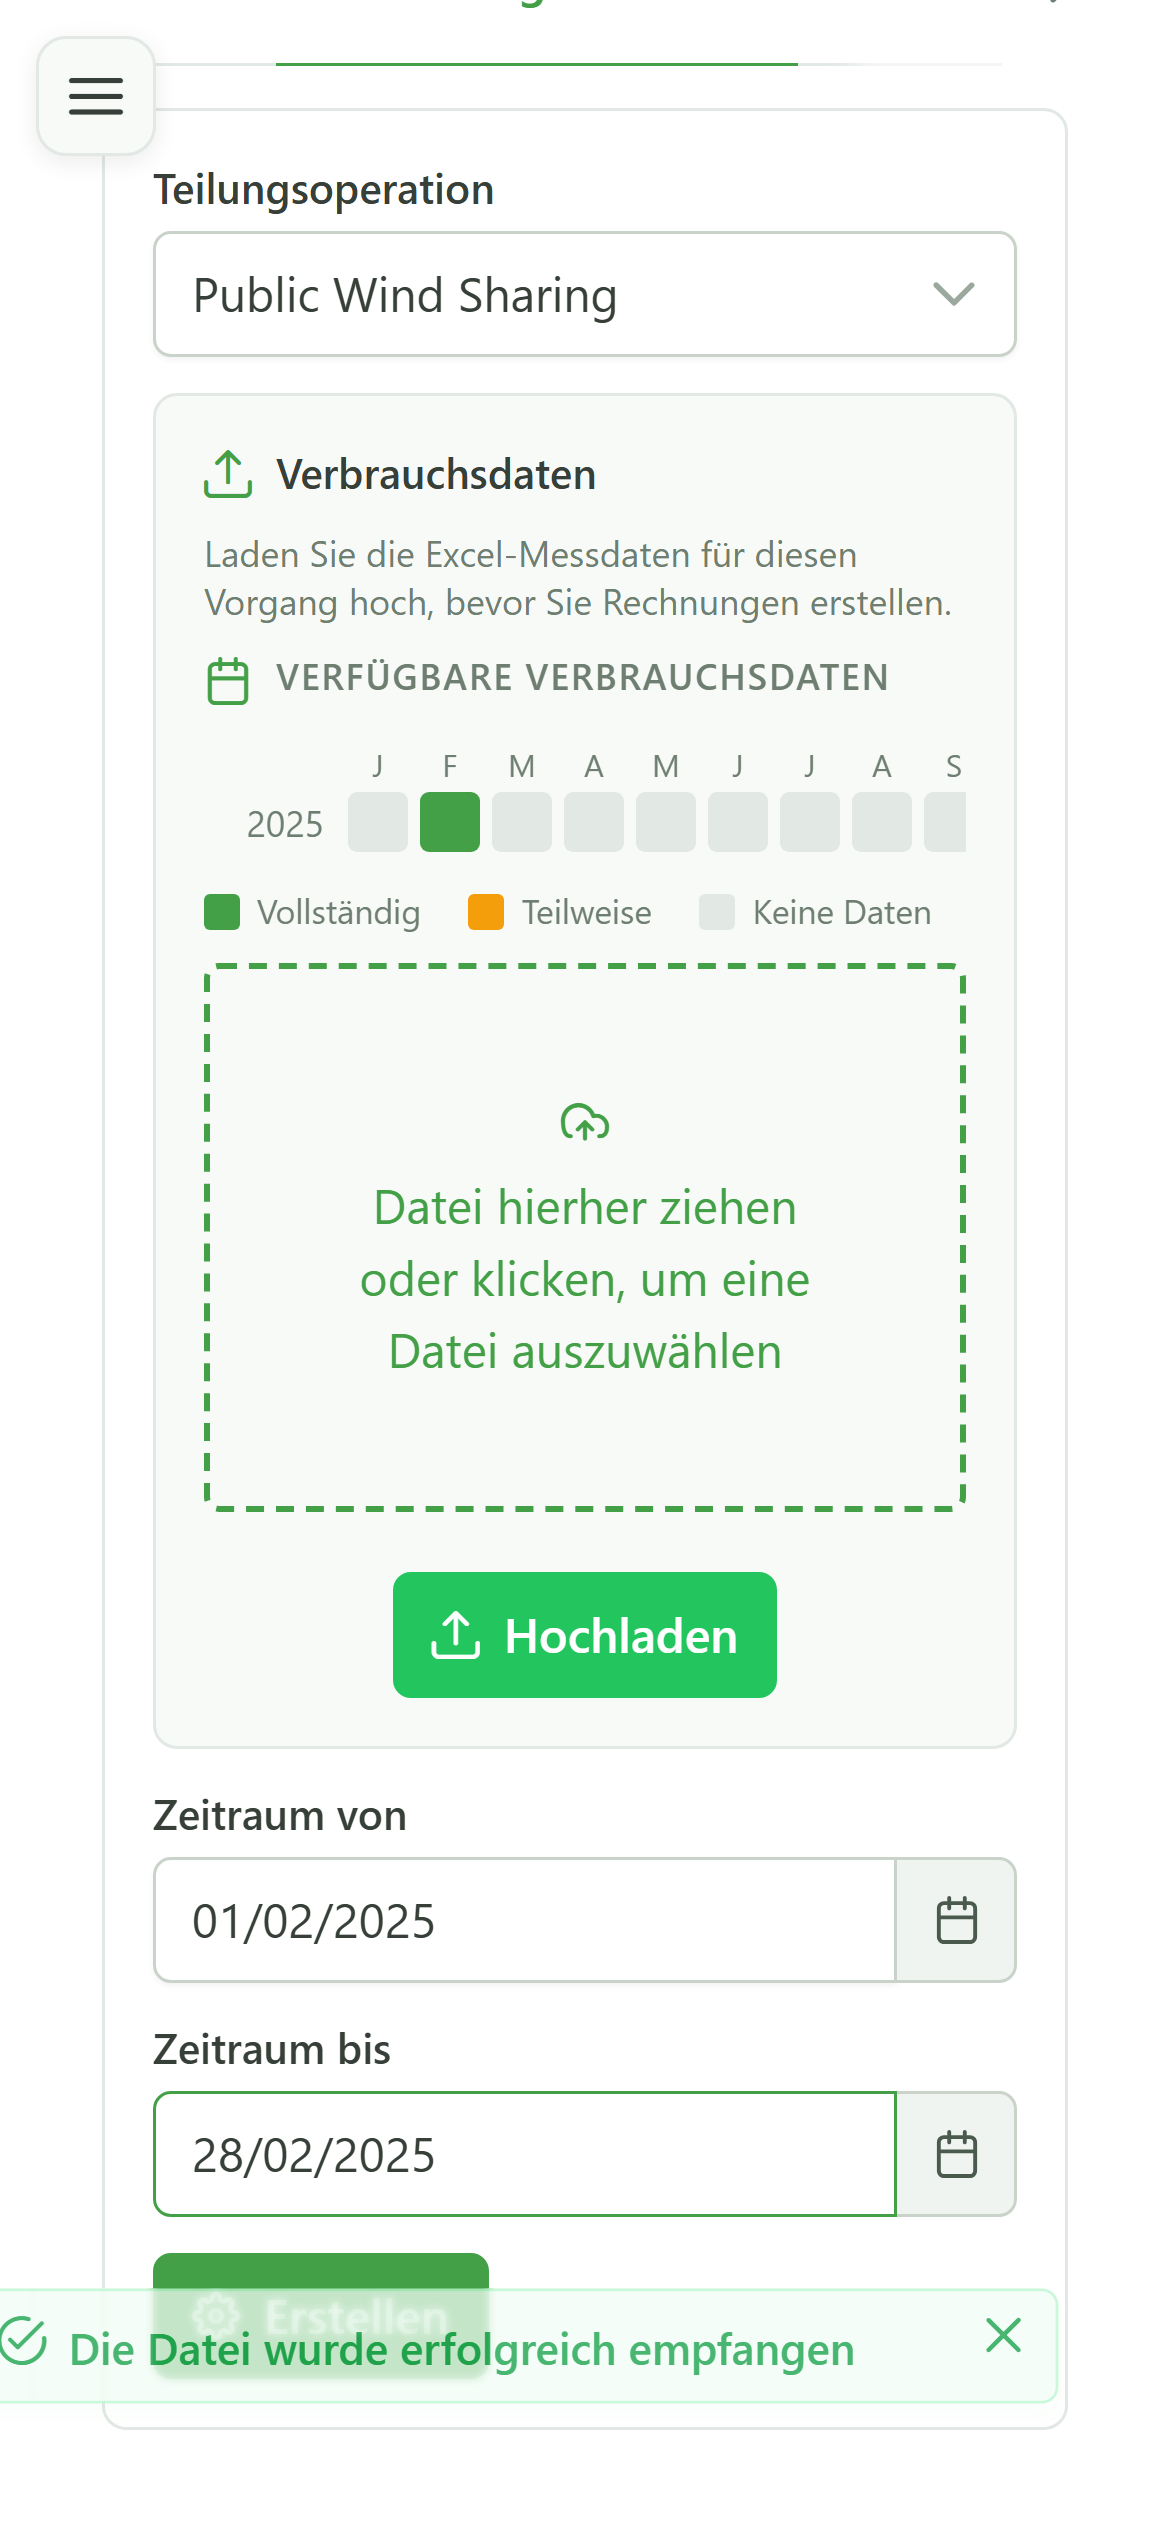 Teilungsoperation
Public Wind Sharing
Verbrauchsdaten
Laden Sie die Excel-Messdaten für diesen
Vorgang hoch, bevor Sie Rechnungen erstellen.
VERFÜGBARE VERBRAUCHSDATEN
J F M A M J J A S
2025
Vollständig Teilweise Keine Daten
Datei hierher ziehen
oder klicken, um eine
Datei auszuwählen
Hochladen
Zeitraum von
01/02/2025
Zeitraum bis
28/02/2025
Erstellen
Die Datei wurde erfolgreich empfangen